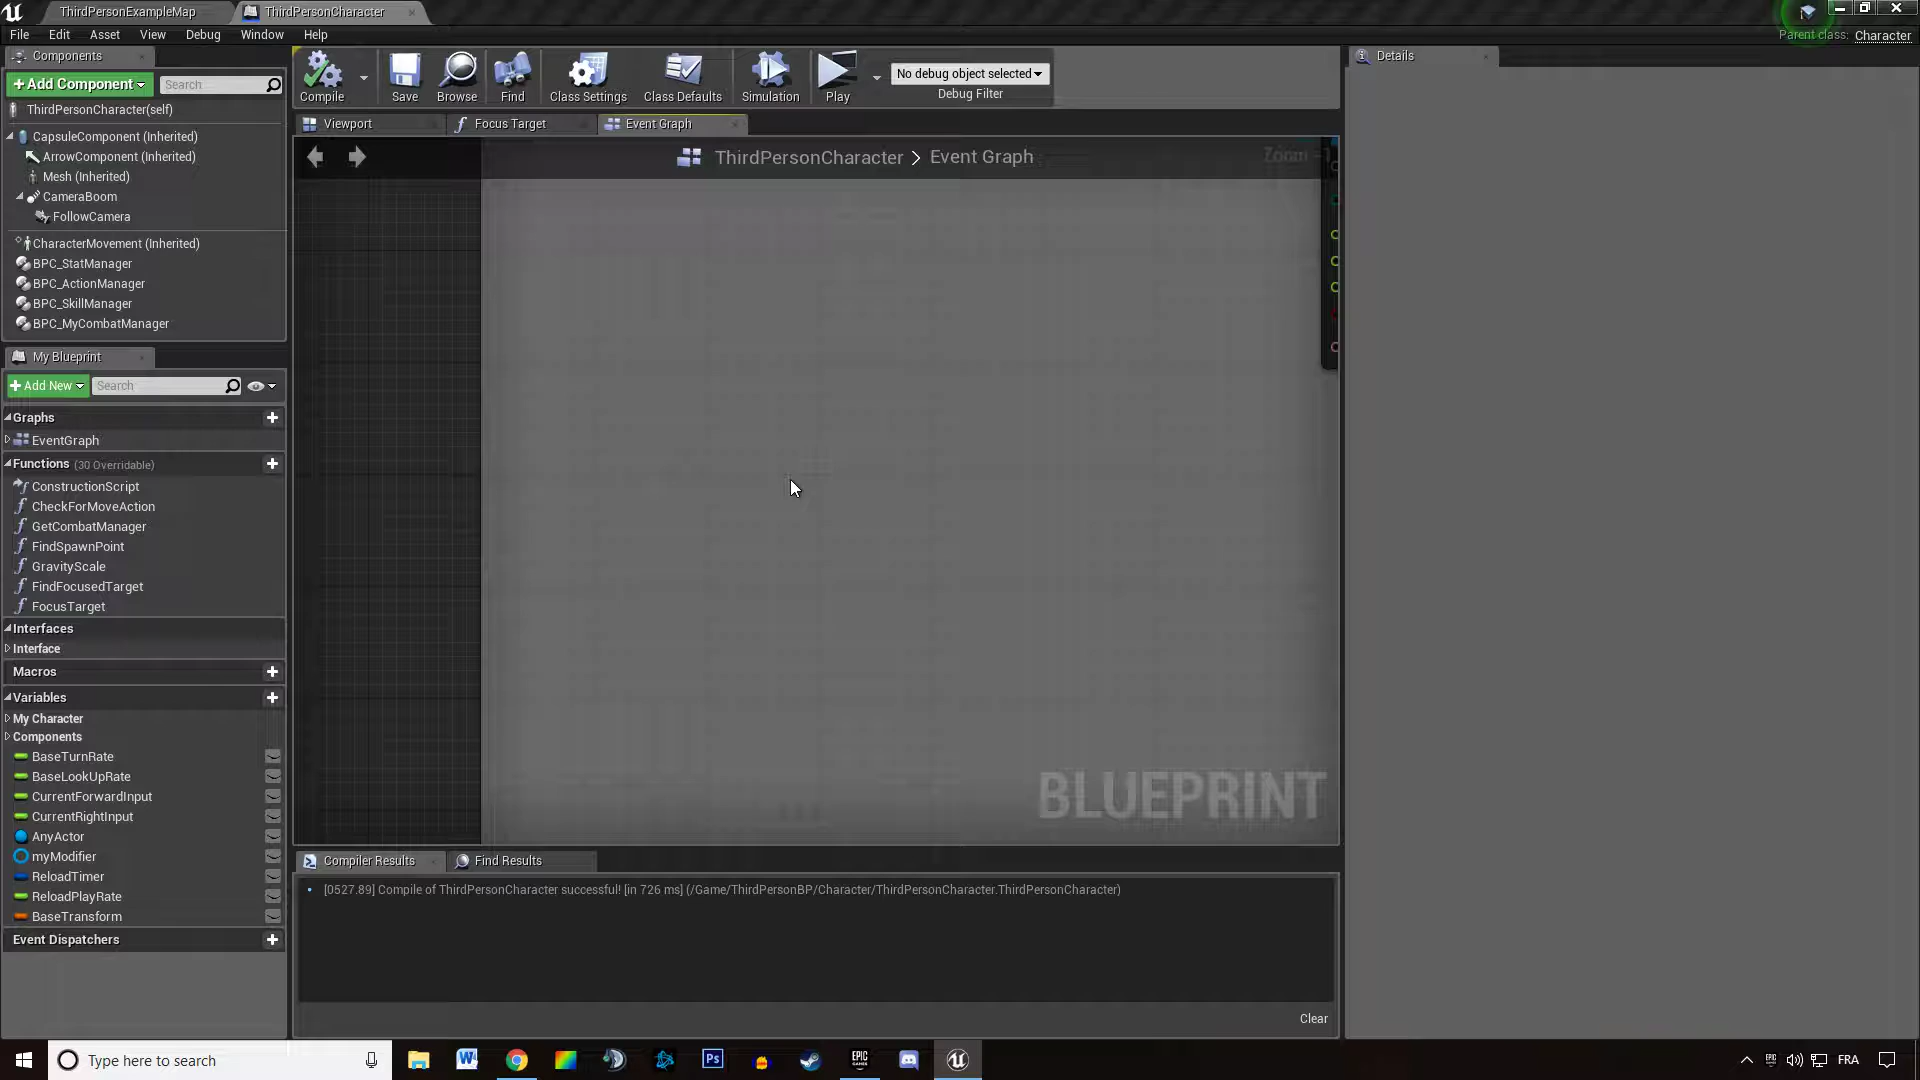 ThirdPersonExampleMap
ThirdPersonCharacter
File Edit Asset View Debug Window Help
Parent class: Character
Components
Add Component
Search
ThirdPersonCharacter(self)
CapsuleComponent (Inherited)
ArrowComponent (Inherited)
Mesh (Inherited)
CameraBoom
FollowCamera
CharacterMovement (Inherited)
BPC_StatManager
BPC_ActionManager
BPC_SkillManager
BPC_MyCombatManager
My Blueprint
Add New
Search
Graphs
EventGraph
Functions (30 Overridable)
ConstructionScript
CheckForMoveAction
GetCombatManager
FindSpawnPoint
GravityScale
FindFocusedTarget
FocusTarget
Interfaces
Interface
Macros
Variables
My Character
Components
BaseTurnRate
BaseLookUpRate
CurrentForwardInput
CurrentRightInput
AnyActor
myModifier
ReloadTimer
ReloadPlayRate
BaseTransform
Event Dispatchers
Compile
Save
Browse
Find
Class Settings
Class Defaults
Simulation
Play
No debug object selected
Debug Filter
Viewport
Focus Target
Event Graph
ThirdPersonCharacter > Event Graph
Zoom
BLUEPRINT
Compiler Results
Find Results
[0527.89] Compile of ThirdPersonCharacter successful! [in 726 ms] (/Game/ThirdPersonBP/Character/ThirdPersonCharacter.ThirdPersonCharacter)
Clear
Details
Type here to search
Ps
EPIC GAMES
FRA